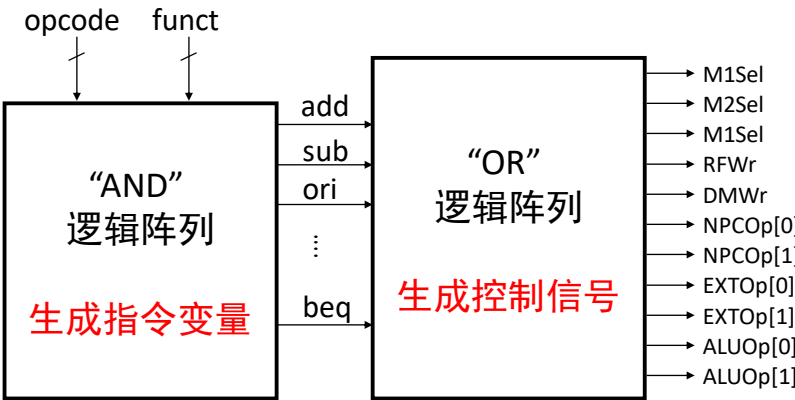 opcode funct
add
sub
ori
...
beq
“AND”
逻辑阵列
生成指令变量
“OR”
逻辑阵列
生成控制信号
M1Sel
M2Sel
M1Sel
RFWr
DMWr
NPCOp[0]
NPCOp[1]
EXTOp[0]
EXTOp[1]
ALUOp[0]
ALUOp[1]